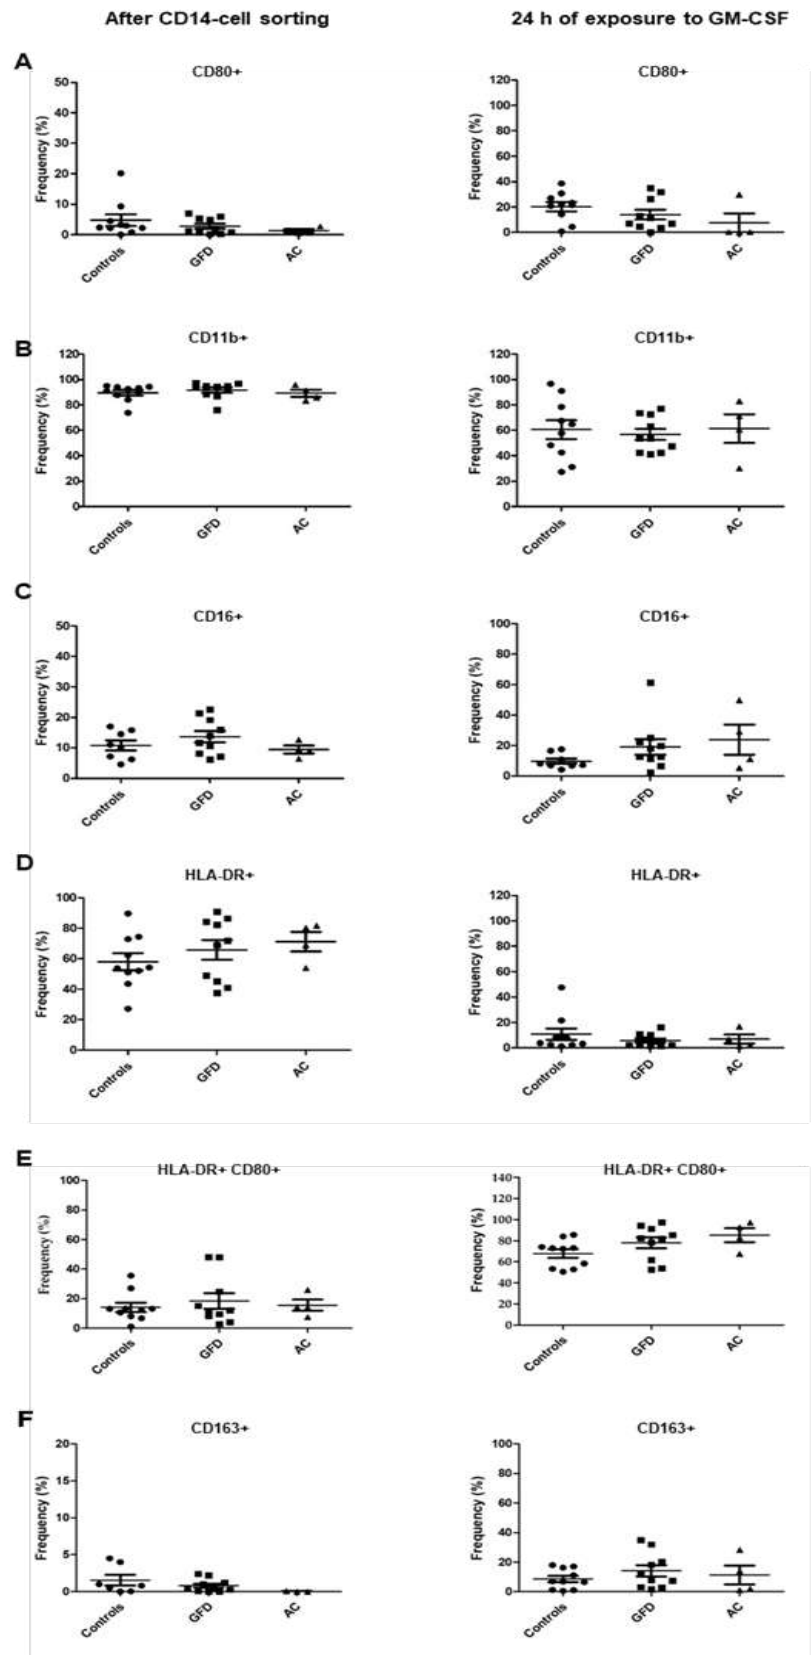 After CD14-cell sorting 24 h of exposure to GM-CSF
A
CD80+ CD80+
Frequency (%) Frequency (%)
50 40 30 20 10 0
120 100 80 60 40 20 0
Controls GFD AC Controls GFD AC
B
CD11b+ CD11b+
Frequency (%) Frequency (%)
120 100 80 60 40 20 0
120 100 80 60 40 20 0
Controls GFD AC Controls GFD AC
C
CD16+ CD16+
Frequency (%) Frequency (%)
50 40 30 20 10 0
100 80 60 40 20 0
Controls GFD AC Controls GFD AC
D
HLA-DR+ HLA-DR+
Frequency (%) Frequency (%)
100 80 60 40 20 0
120 100 80 60 40 20 0
Controls GFD AC Controls GFD AC
E
HLA-DR+ CD80+ HLA-DR+ CD80+
Frequency (%) Frequency (%)
100 80 60 40 20 0
140 120 100 80 60 40 20 0
Controls GFD AC Controls GFD AC
F
CD163+ CD163+
Frequency (%) Frequency (%)
20 15 10 5 0
100 80 60 40 20 0
Controls GFD AC Controls GFD AC